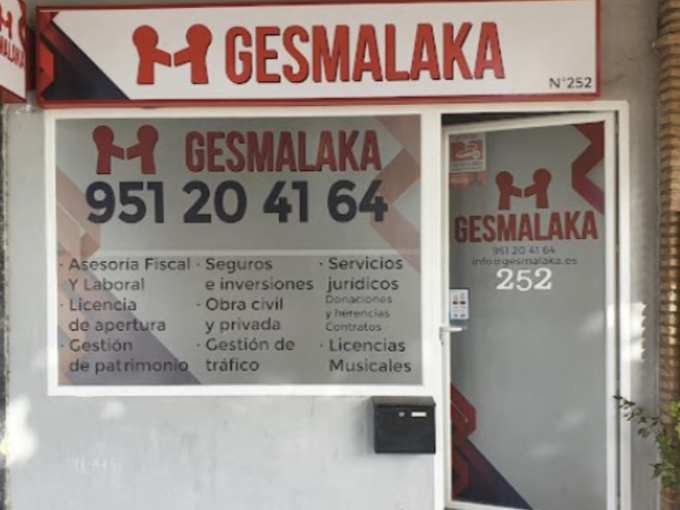 GESMALAKA
N°252
GESMALAKA
951 20 41 64
· Asesoría Fiscal
Y Laboral
· Licencia
de apertura
· Gestión
de patrimonio
· Seguros
e inversiones
· Obra civil
y privada
· Gestión de
tráfico
· Servicios
jurídicos
Donaciones
y herencias
Contratos
· Licencias
Musicales
GESMALAKA
951 20 41 64
info@gesmalaka.es
252